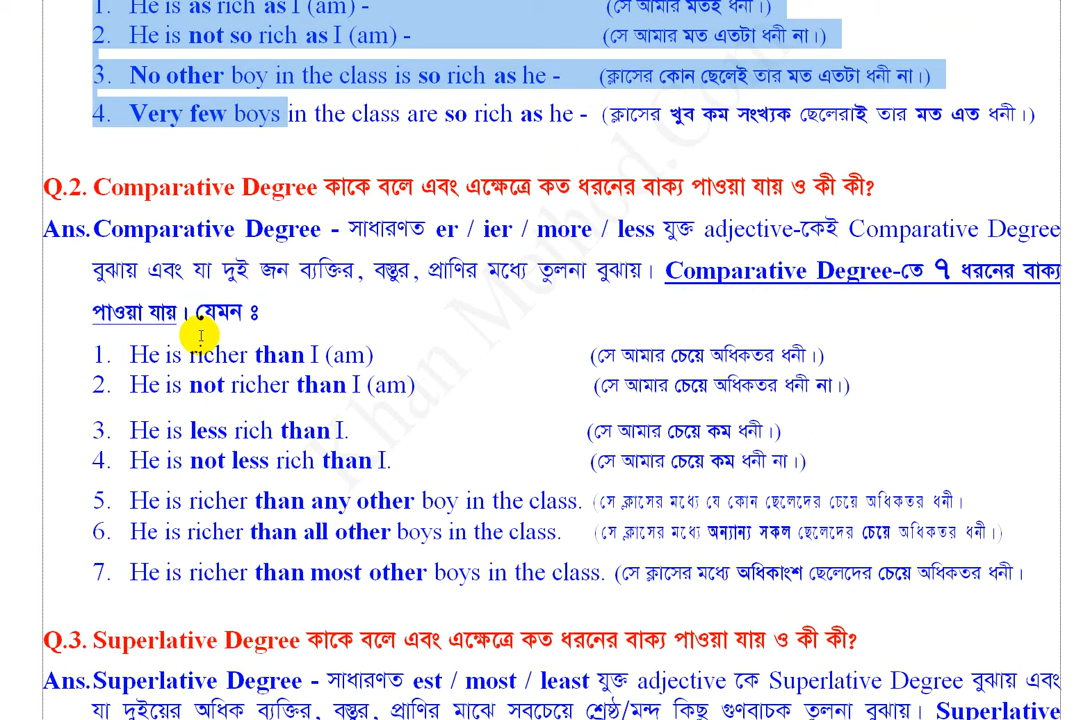 1. He is as rich as I (am) - (সে আমার মতই ধনী।)
2. He is not so rich as I (am) - (সে আমার মত এতটা ধনী না।)
3. No other boy in the class is so rich as he - (ক্লাসের কোন ছেলেই তার মত এতটা ধনী না।)
4. Very few boys in the class are so rich as he - (ক্লাসের খুব কম সংখ্যক ছেলেরাই তার মত এত ধনী।)
Q.2. Comparative Degree কাকে বলে এবং এক্ষেত্রে কত ধরনের বাক্য পাওয়া যায় ও কী কী?
Ans. Comparative Degree - সাধারণত er / ier / more / less যুক্ত adjective-কেই Comparative Degree
বুঝায় এবং যা দুই জন ব্যক্তির, বস্তুর, প্রাণির মধ্যে তুলনা বুঝায়। Comparative Degree-তে ৭ ধরনের বাক্য
পাওয়া যায়। যেমন ঃ
1. He is richer than I (am) (সে আমার চেয়ে অধিকতর ধনী।)
2. He is not richer than I (am) (সে আমার চেয়ে অধিকতর ধনী না।)
3. He is less rich than I. (সে আমার চেয়ে কম ধনী।)
4. He is not less rich than I. (সে আমার চেয়ে কম ধনী না।)
5. He is richer than any other boy in the class. (সে ক্লাসের মধ্যে যে কোন ছেলেদের চেয়ে অধিকতর ধনী।
6. He is richer than all other boys in the class. (সে ক্লাসের মধ্যে অন্যান্য সকল ছেলেদের চেয়ে অধিকতর ধনী।)
7. He is richer than most other boys in the class. (সে ক্লাসের মধ্যে অধিকাংশ ছেলেদের চেয়ে অধিকতর ধনী।
Q.3. Superlative Degree কাকে বলে এবং এক্ষেত্রে কত ধরনের বাক্য পাওয়া যায় ও কী কী?
Ans. Superlative Degree - সাধারণত est / most / least যুক্ত adjective কে Superlative Degree বুঝায় এবং
যা দুইয়ের অধিক ব্যক্তির, বস্তুর, প্রাণির মাঝে সবচেয়ে শ্রেষ্ঠ/মন্দ কিছু গুণবাচক তুলনা বুঝায়। Superlative